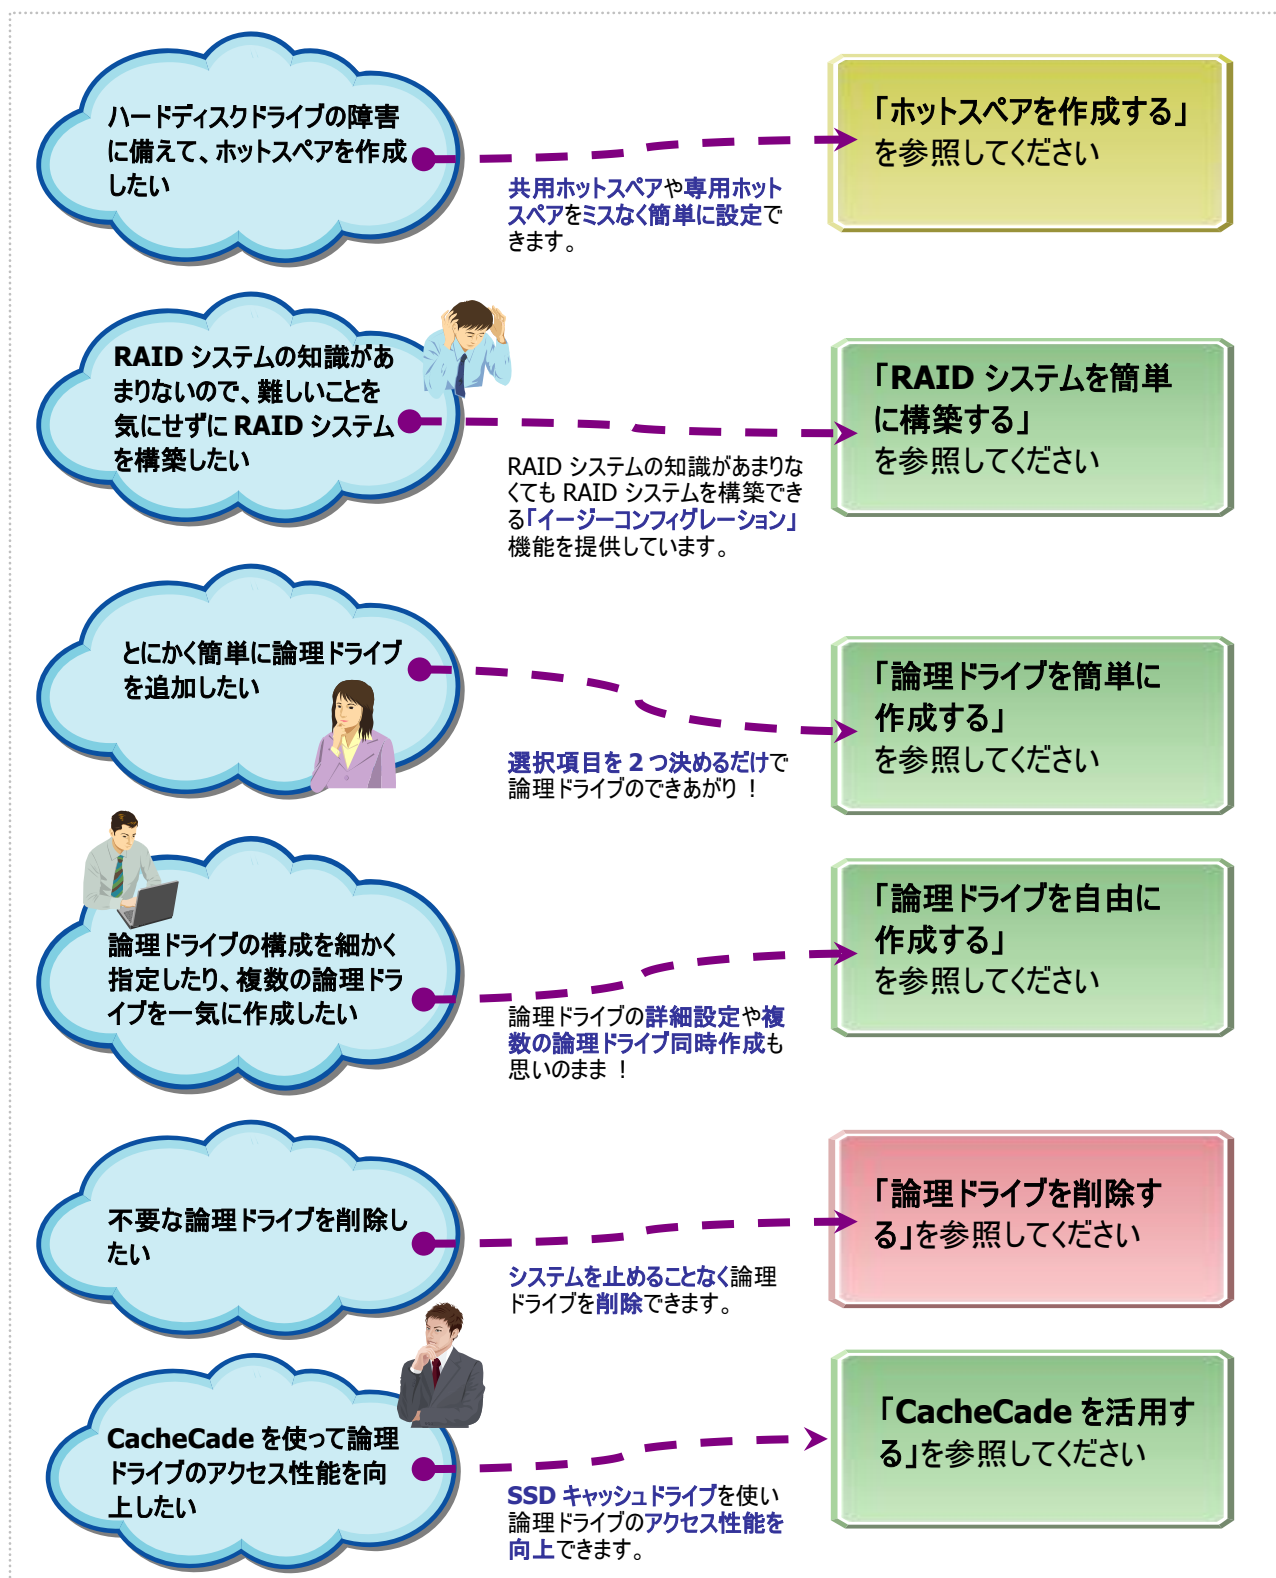 ハードディスクドライブの障害
に備えて、ホットスペアを作成
したい
共用ホットスペアや専用ホット
スペアをミスなく簡単に設定で
きます。
「ホットスペアを作成する」
を参照してください
RAID システムの知識があ
まりないので、難しいことを
気にせずに RAID システム
を構築したい
RAID システムの知識があまりな
くても RAID システムを構築でき
る「イージーコンフィグレーション」
機能を提供しています。
「RAID システムを簡単
に構築する」
を参照してください
とにかく簡単に論理ドライブ
を追加したい
選択項目を 2 つ決めるだけで
論理ドライブのできあがり！
「論理ドライブを簡単に
作成する」
を参照してください
論理ドライブの構成を細かく
指定したり、複数の論理ドラ
イブを一気に作成したい
論理ドライブの詳細設定や複
数の論理ドライブ同時作成も
思いのまま！
「論理ドライブを自由に
作成する」
を参照してください
不要な論理ドライブを削除し
たい
システムを止めることなく論理
ドライブを削除できます。
「論理ドライブを削除す
る」を参照してください
CacheCade を使って論理
ドライブのアクセス性能を向
上したい
SSD キャッシュドライブを使い
論理ドライブのアクセス性能を
向上できます。
「CacheCade を活用す
る」を参照してください